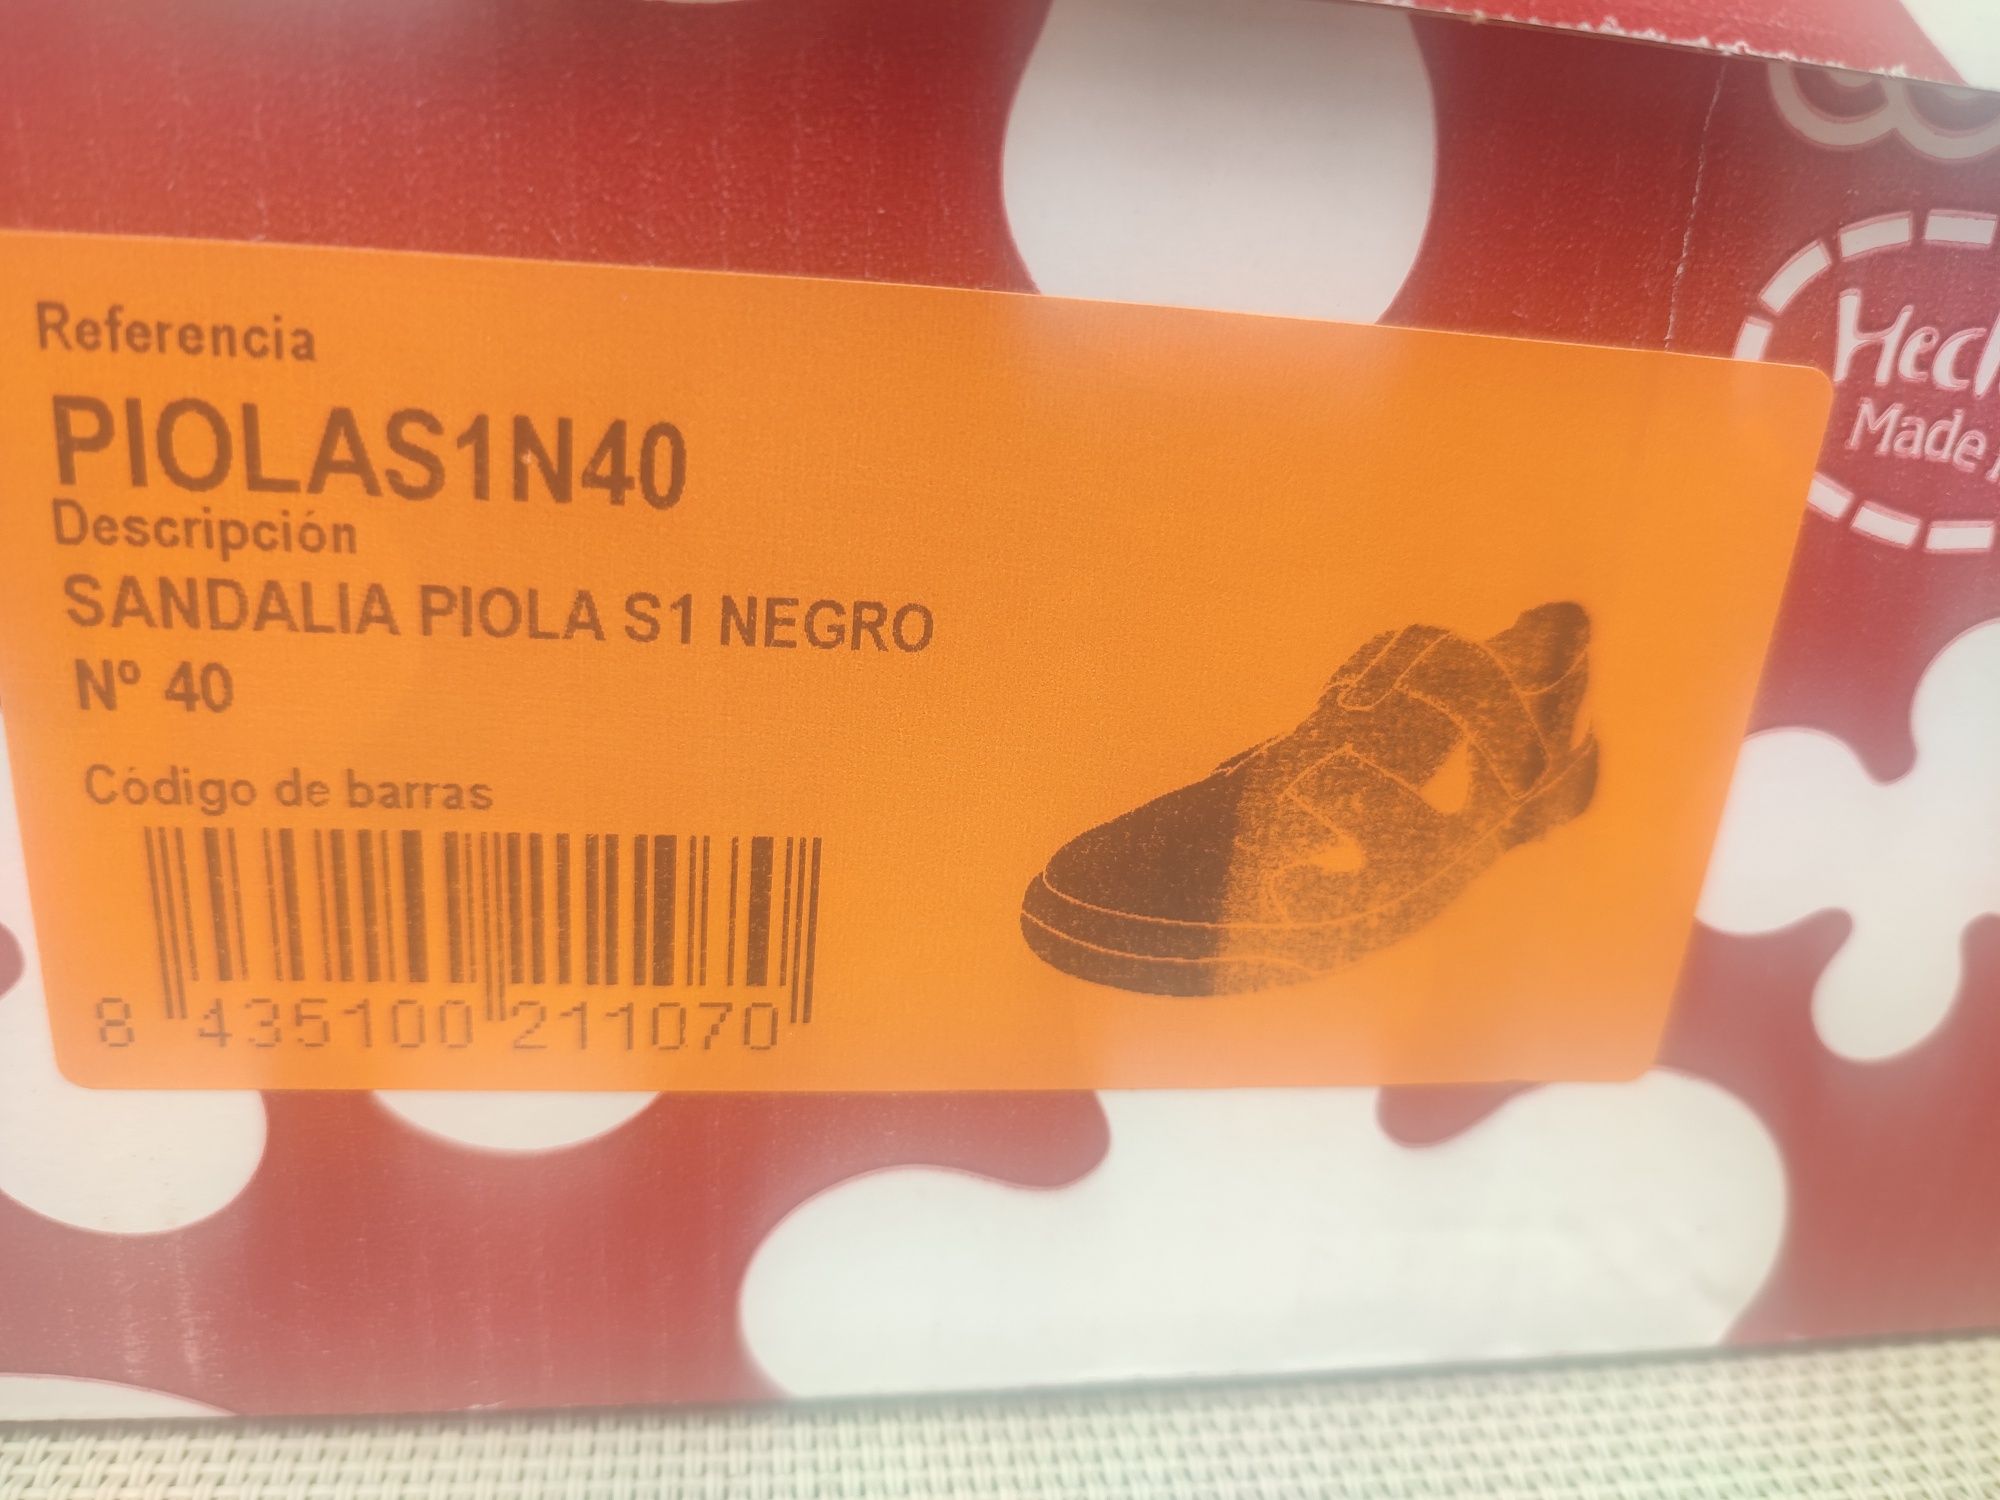 Referencia
PIOLAS1N40
Descripción
SANDALIA PIOLA S1 NEGRO
Nº 40
Código de barras
8 435100 211070
Made